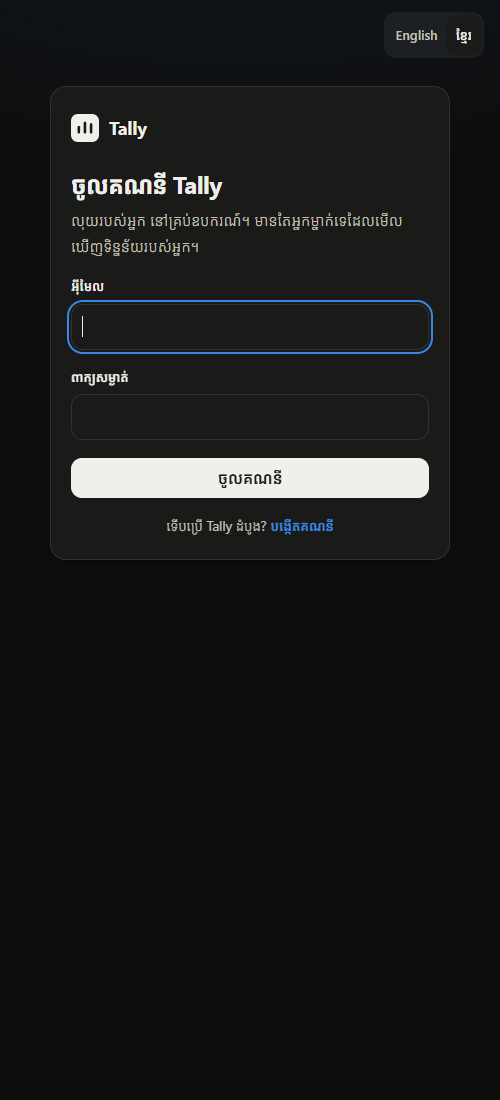 English
ខ្មែរ
Tally
ចូលគណនី Tally
លុយរបស់អ្នក នៅគ្រប់ឧបករណ៍។ មានតែអ្នកម្នាក់ទេដែលមើល
ឃើញទិន្នន័យរបស់អ្នក។
អ៊ីមែល
ពាក្យសម្ងាត់
ចូលគណនី
ទើបប្រើ Tally ដំបូង? បង្កើតគណនី